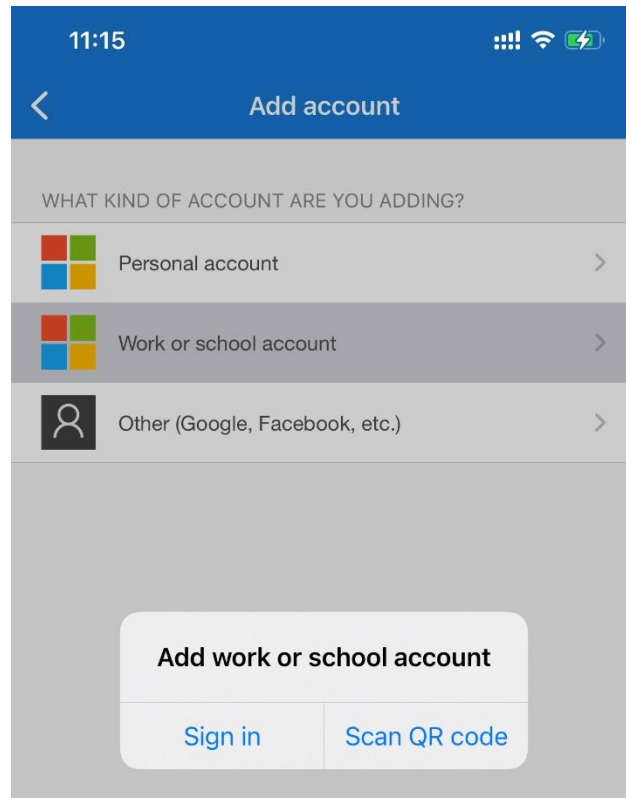 11:15
Add account
WHAT KIND OF ACCOUNT ARE YOU ADDING?
Personal account
Work or school account
Other (Google, Facebook, etc.)
Add work or school account
Sign in Scan QR code